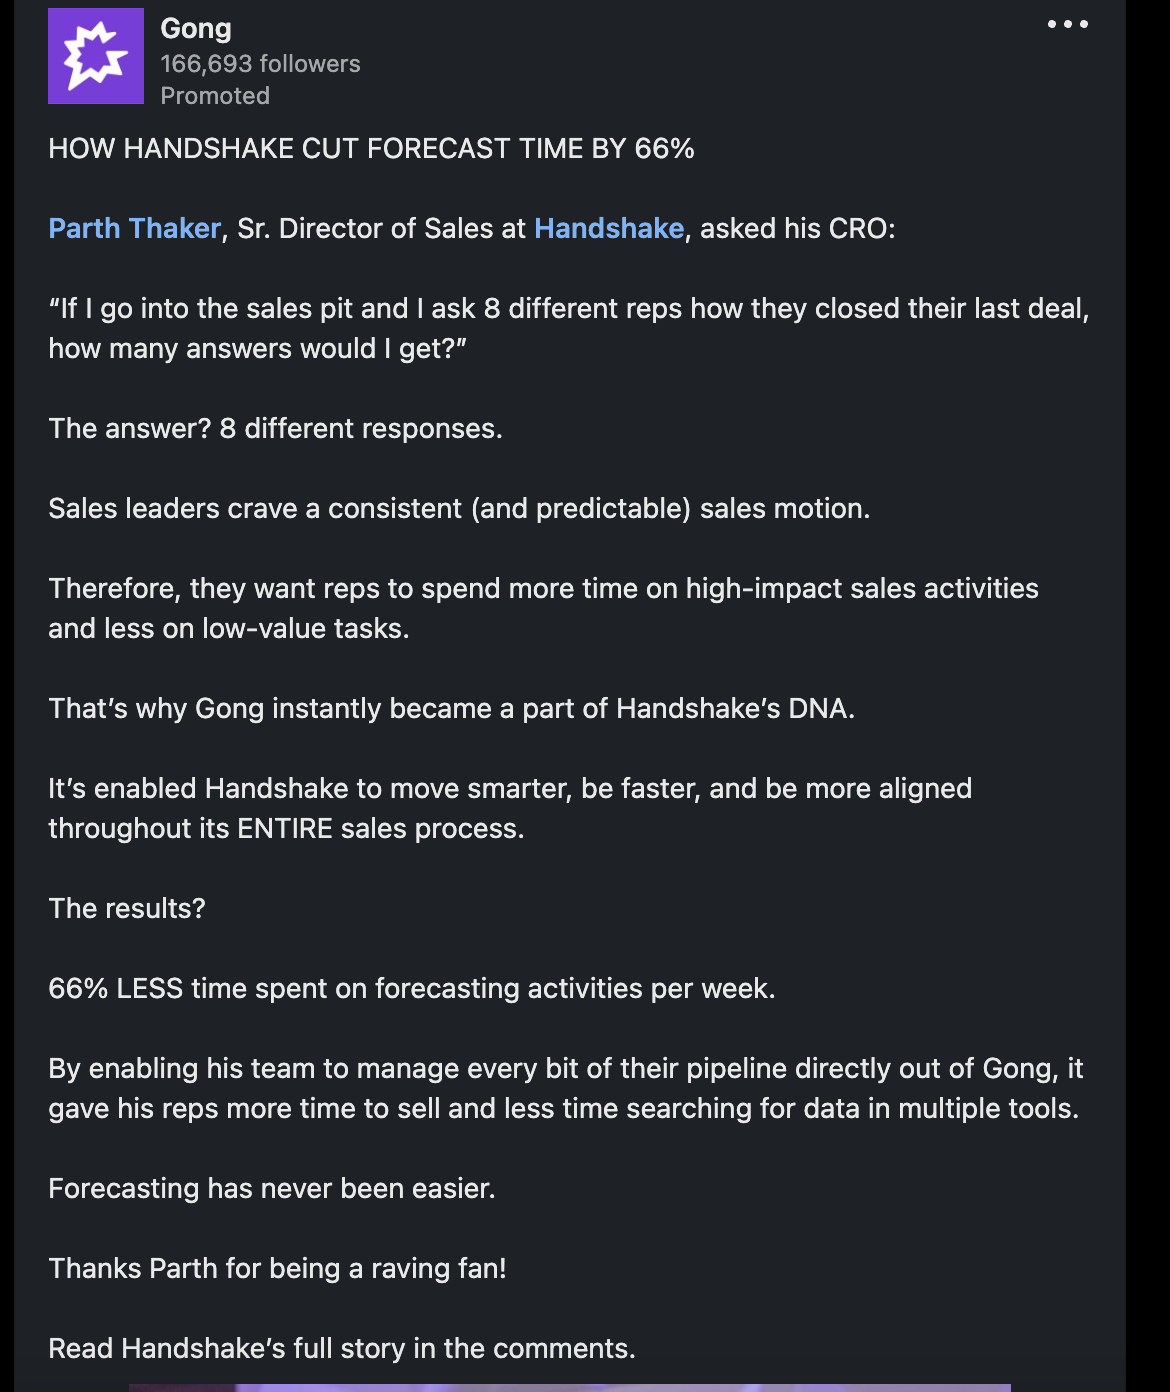 Gong
166,693 followers
Promoted
HOW HANDSHAKE CUT FORECAST TIME BY 66%
Parth Thaker, Sr. Director of Sales at Handshake, asked his CRO:
“If I go into the sales pit and I ask 8 different reps how they closed their last deal,
how many answers would I get?”
The answer? 8 different responses.
Sales leaders crave a consistent (and predictable) sales motion.
Therefore, they want reps to spend more time on high-impact sales activities
and less on low-value tasks.
That’s why Gong instantly became a part of Handshake’s DNA.
It’s enabled Handshake to move smarter, be faster, and be more aligned
throughout its ENTIRE sales process.
The results?
66% LESS time spent on forecasting activities per week.
By enabling his team to manage every bit of their pipeline directly out of Gong, it
gave his reps more time to sell and less time searching for data in multiple tools.
Forecasting has never been easier.
Thanks Parth for being a raving fan!
Read Handshake’s full story in the comments.